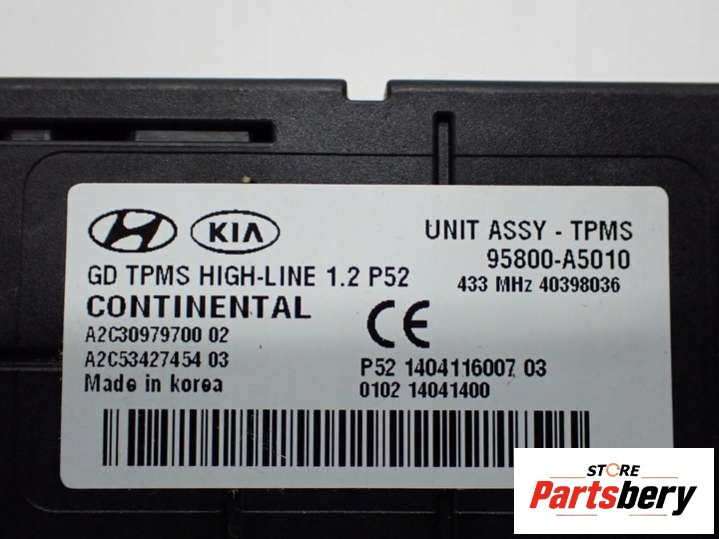 KIA
UNIT ASSY - TPMS
95800-A5010
433 MHz 40398036
GD TPMS HIGH-LINE 1.2 P52
CONTINENTAL
CE
A2C30979700 02
A2C53427454 03
Made in korea
P52 1404116007 03
0102 14041400
STORE
Partsbery